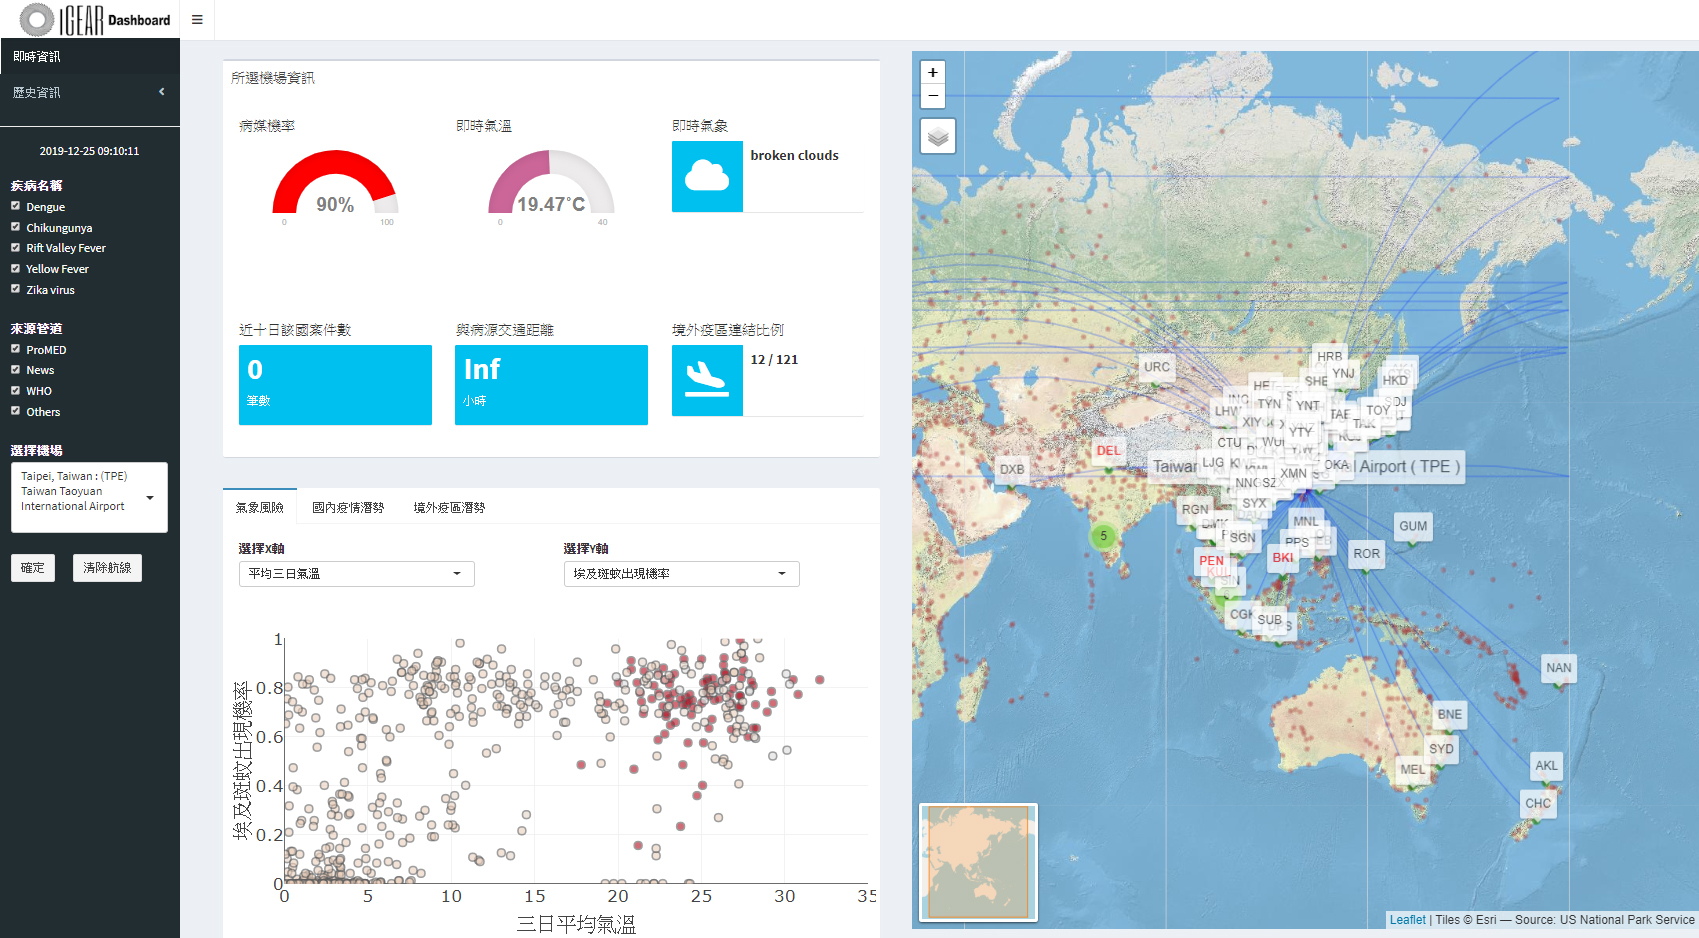 IGEAR Dashboard
即時資訊
歷史資訊
2019-12-25 09:10:11
疾病名稱
Dengue
Chikungunya
Rift Valley Fever
Yellow Fever
Zika virus
來源管道
ProMED
News
WHO
Others
選擇機場
Taipei, Taiwan : (TPE)
Taiwan Taoyuan
International Airport
確定
清除航線
所選機場資訊
病媒機率
90%
0
100
即時氣溫
19.47°C
0
40
即時氣象
broken clouds
近十日該國案件數
0
筆數
與病源交通距離
Inf
小時
境外疫區連結比例
12 / 121
氣象風險
國內疫情潛勢
境外疫區潛勢
選擇X軸
平均三日氣溫
選擇Y軸
埃及斑蚊出現機率
埃及斑蚊出現機率
1
0.8
0.6
0.4
0.2
0
0
5
10
15
20
25
30
35
三日平均氣溫
+
−
HRB
URC
YNJ
SHE
HKD
TYN
YNT
TOY
LHW
TAE
TAK
CTU
YTY
DEL
DXB
LJG
XMN
OKA
Taiwan
l Airport ( TPE )
NNG
SYX
RGN
MNL
GUM
5
SGN
PPS
ROR
PEN
BKI
CGK
SUB
NAN
BNE
SYD
MEL
AKL
CHC
Leaflet | Tiles © Esri — Source: US National Park Service